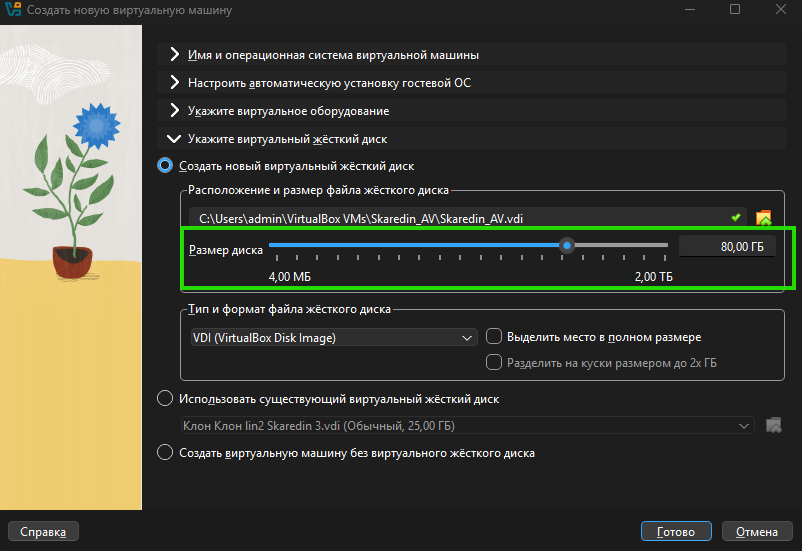 Создать новую виртуальную машину
Имя и операционная система виртуальной машины
Настроить автоматическую установку гостевой ОС
Укажите виртуальное оборудование
Укажите виртуальный жёсткий диск
Создать новый виртуальный жёсткий диск
Расположение и размер файла жёсткого диска
C:\Users\admin\VirtualBox VMs\Skaredin_AV\Skaredin_AV.vdi
Размер диска 80,00 ГБ
4,00 МБ 2,00 ТБ
Тип и формат файла жёсткого диска
VDI (VirtualBox Disk Image) Выделить место в полном размере
Разделить на куски размером до 2х ГБ
Использовать существующий виртуальный жёсткий диск
Клон Клон lin2 Skaredin 3.vdi (Обычный, 25,00 ГБ)
Создать виртуальную машину без виртуального жёсткого диска
Справка Готово Отмена